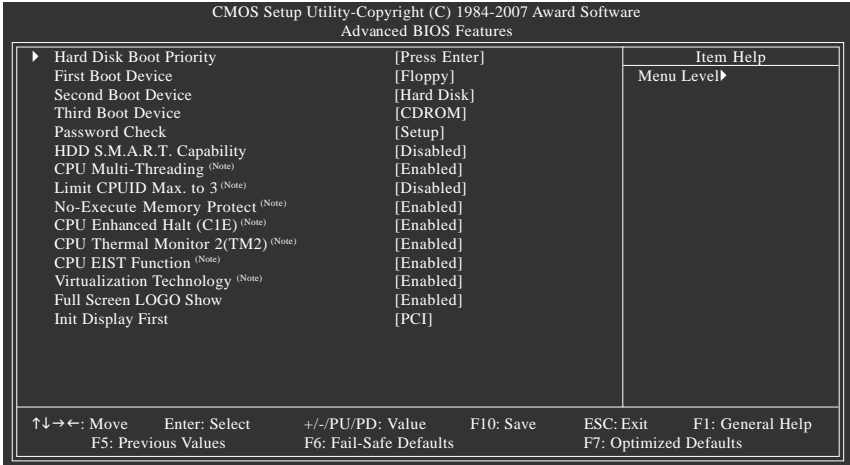 CMOS Setup Utility-Copyright (C) 1984-2007 Award Software
Advanced BIOS Features
Hard Disk Boot Priority [Press Enter]
First Boot Device [Floppy]
Second Boot Device [Hard Disk]
Third Boot Device [CDROM]
Password Check [Setup]
HDD S.M.A.R.T. Capability [Disabled]
CPU Multi-Threading (Note) [Enabled]
Limit CPUID Max. to 3 (Note) [Disabled]
No-Execute Memory Protect (Note) [Enabled]
CPU Enhanced Halt (C1E) (Note) [Enabled]
CPU Thermal Monitor 2(TM2) (Note) [Enabled]
CPU EIST Function (Note) [Enabled]
Virtualization Technology (Note) [Enabled]
Full Screen LOGO Show [Enabled]
Init Display First [PCI]
Item Help
Menu Level▶
↑↓→←: Move Enter: Select +/-/PU/PD: Value F10: Save ESC: Exit F1: General Help
F5: Previous Values F6: Fail-Safe Defaults F7: Optimized Defaults